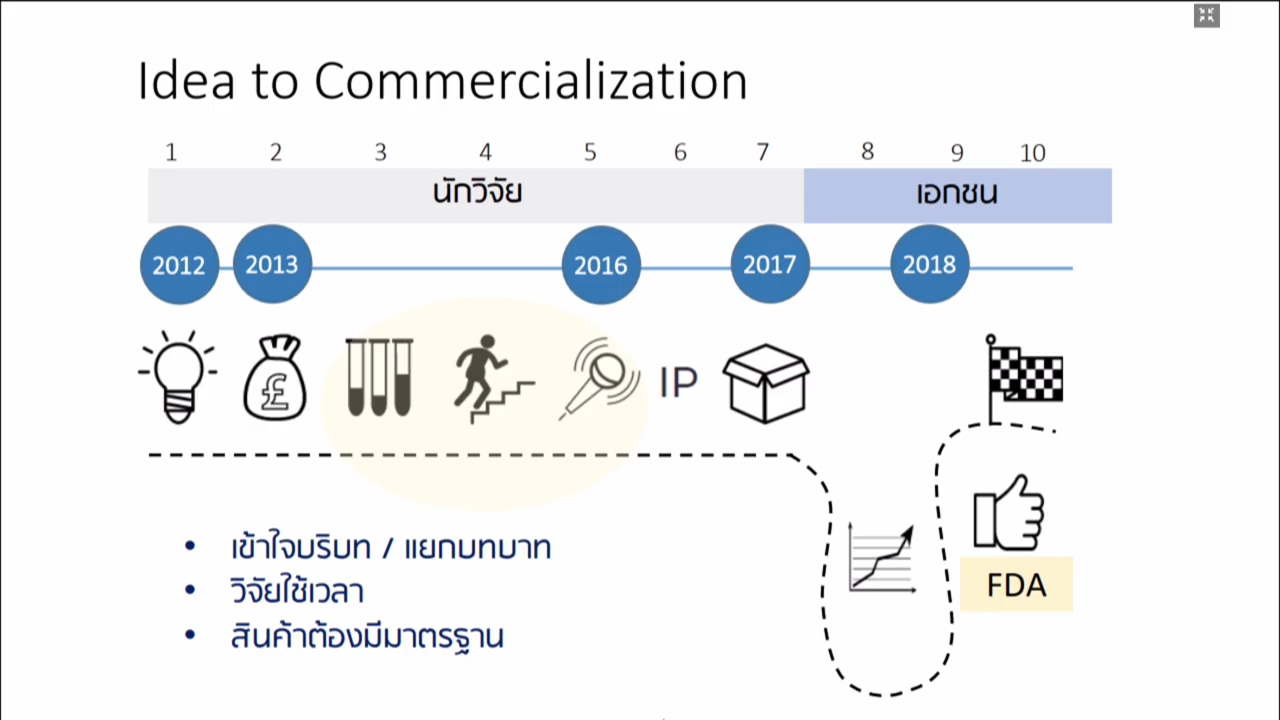 Idea to Commercialization
1 2 3 4 5 6 7 8 9 10
นักวิจัย เอกชน
2012 2013 2016 2017 2018
£
IP
• เข้าใจบริบท / แยกบทบาท
• วิจัยใช้เวลา
• สินค้าต้องมีมาตรฐาน
FDA